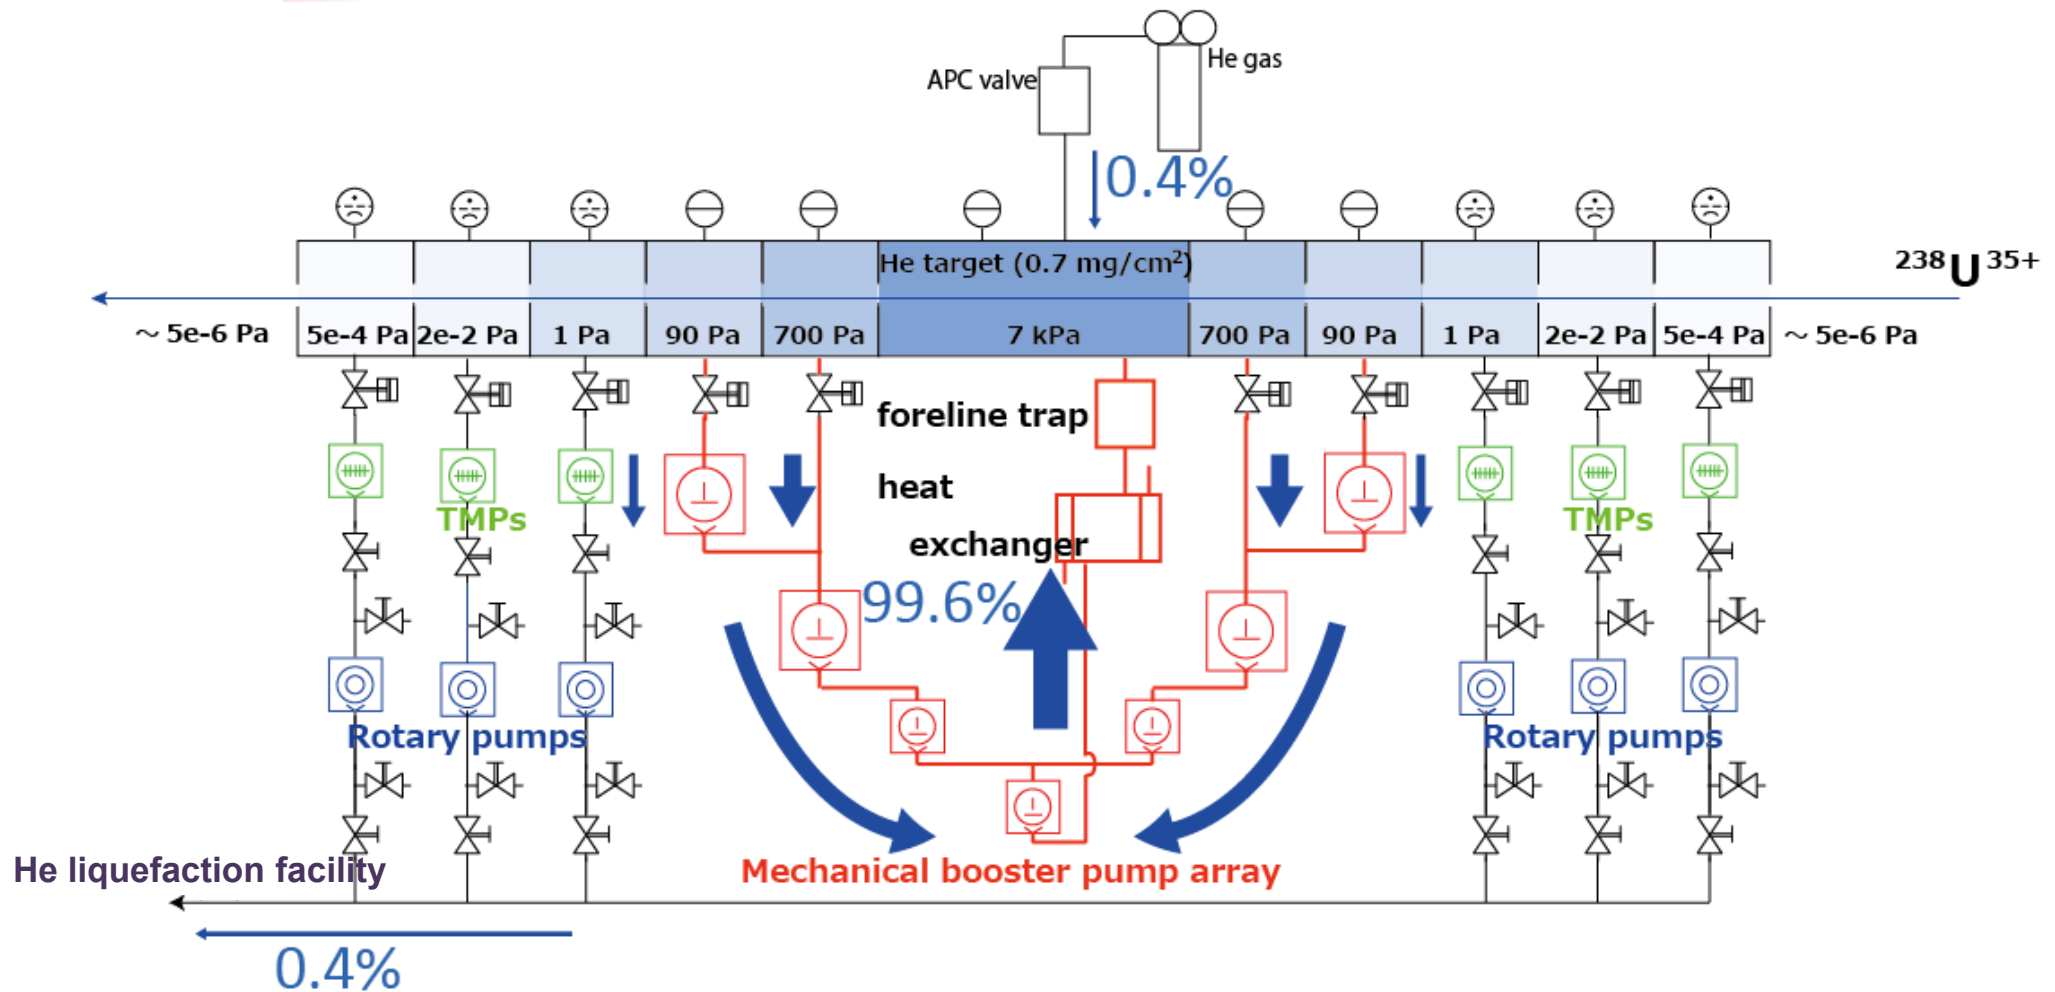 He gas
APC valve
0.4%
He target (0.7 mg/cm²)
²³⁸U³⁵⁺
~ 5e-6 Pa
5e-4 Pa
2e-2 Pa
1 Pa
90 Pa
700 Pa
7 kPa
700 Pa
90 Pa
1 Pa
2e-2 Pa
5e-4 Pa
~ 5e-6 Pa
foreline trap
heat
exchanger
TMPs
TMPs
99.6%
Rotary pumps
Rotary pumps
He liquefaction facility
Mechanical booster pump array
0.4%